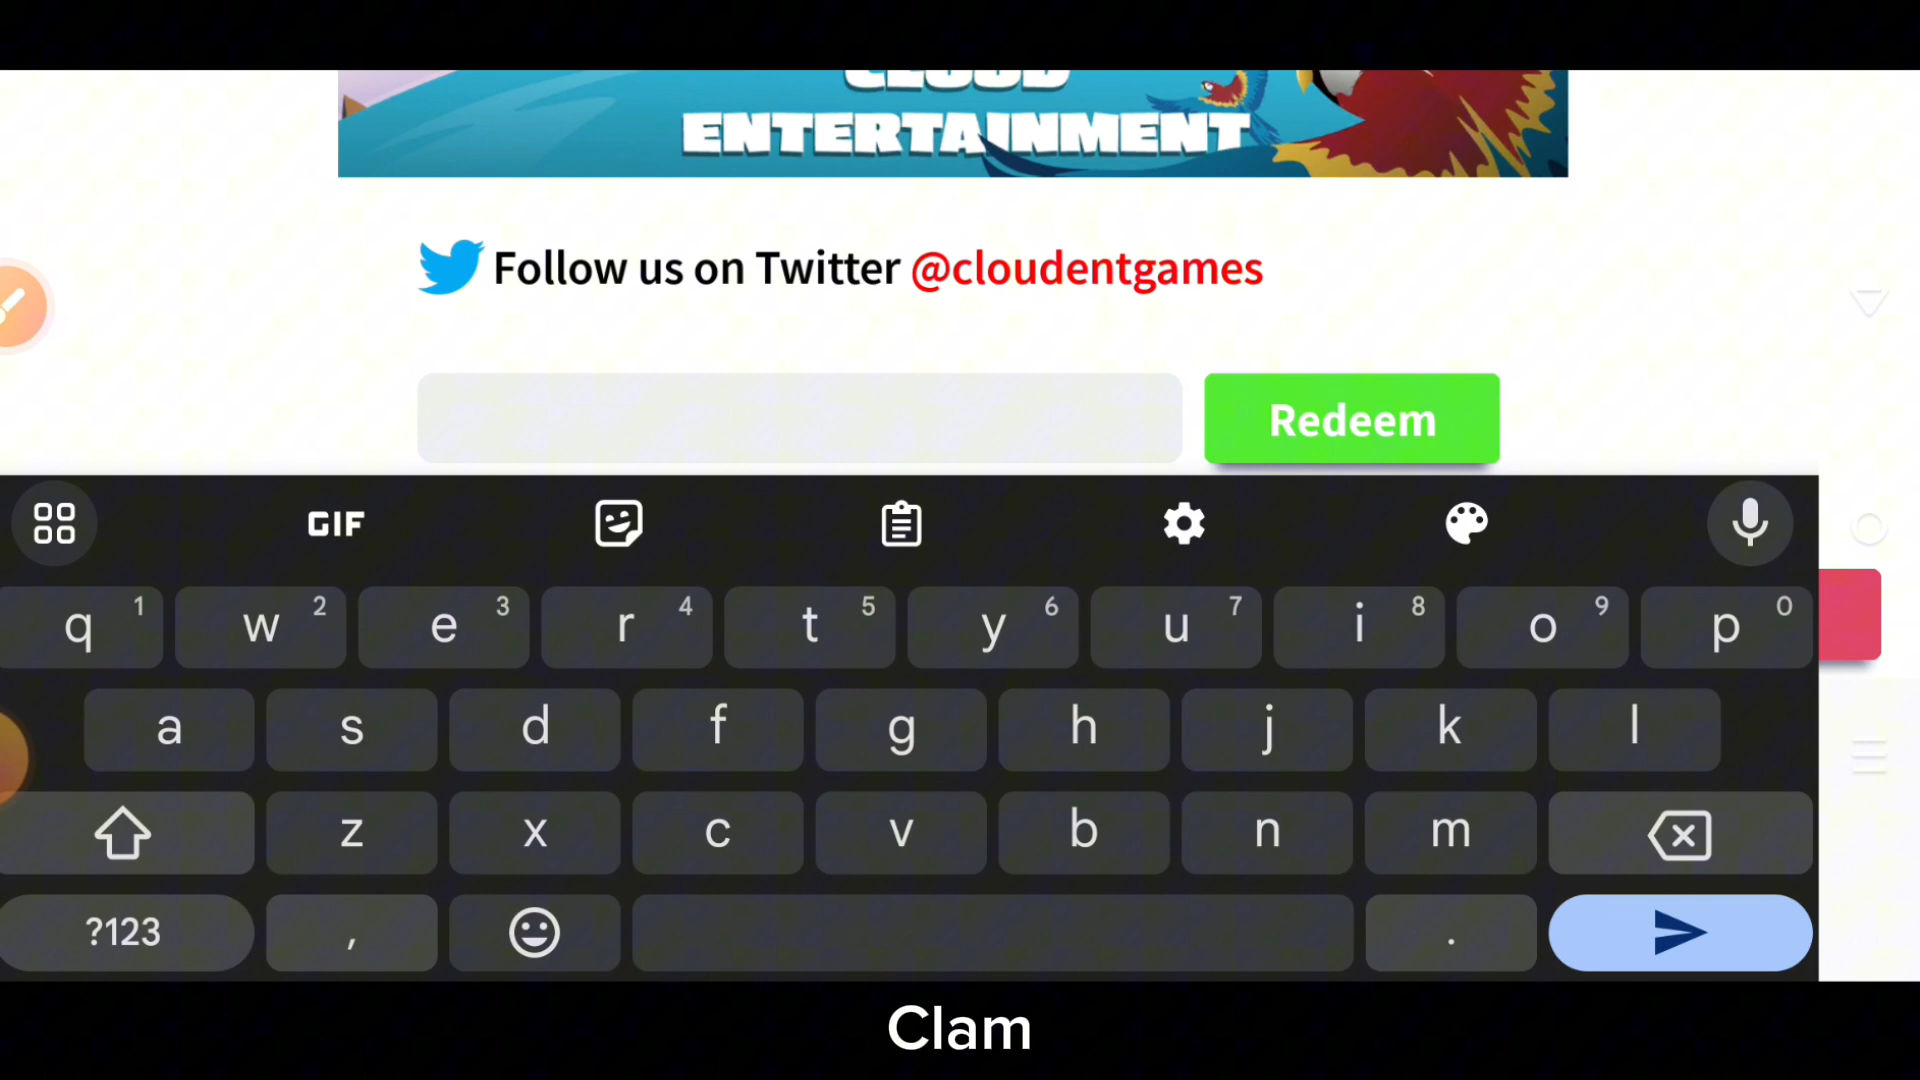 CLOUD
ENTERTAINMENT
Follow us on Twitter @cloudentgames
Redeem
GIF
q 1 w 2 e 3 r 4 t 5 y 6 u 7 i 8 o 9 p 0
a s d f g h j k l
z x c v b n m
?123 , .
Clam